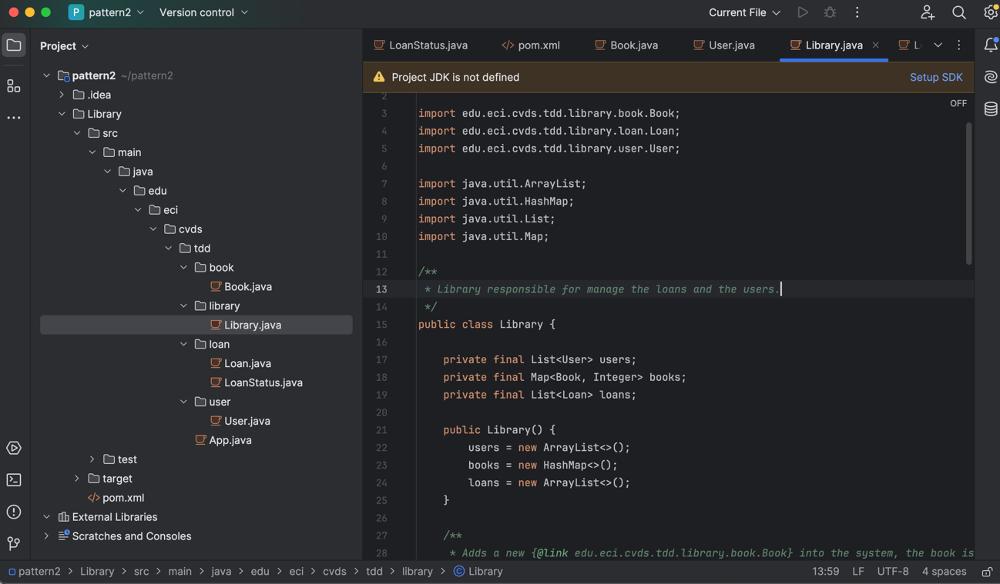 P pattern2 Version control Current File
Project
LoanStatus.java </> pom.xml Book.java User.java Library.java
Project JDK is not defined Setup SDK
OFF
pattern2 ~/pattern2
.idea
Library
src
main
java
edu
eci
cvds
tdd
book
Book.java
library
Library.java
loan
Loan.java
LoanStatus.java
user
User.java
App.java
test
target
</> pom.xml
External Libraries
Scratches and Consoles
2
3 import edu.eci.cvds.tdd.library.book.Book;
4 import edu.eci.cvds.tdd.library.loan.Loan;
5 import edu.eci.cvds.tdd.library.user.User;
6
7 import java.util.ArrayList;
8 import java.util.HashMap;
9 import java.util.List;
10 import java.util.Map;
11
12 /**
13 * Library responsible for manage the loans and the users.
14 */
15 public class Library {
16
17 private final List<User> users;
18 private final Map<Book, Integer> books;
19 private final List<Loan> loans;
20
21 public Library() {
22 users = new ArrayList<>();
23 books = new HashMap<>();
24 loans = new ArrayList<>();
25 }
26
27 /**
28 * Adds a new {@link edu.eci.cvds.tdd.library.book.Book} into the system, the book is
pattern2 > Library > src > main > java > edu > eci > cvds > tdd > library > © Library 13:59 LF UTF-8 4 spaces